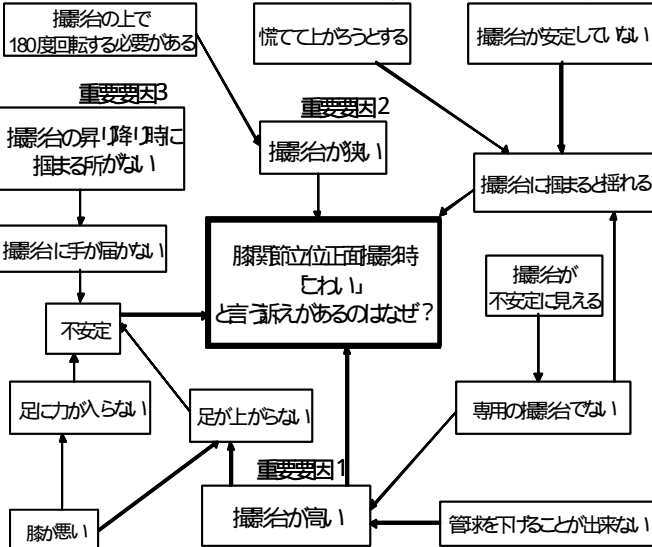 撮影台の上で
180度回転する必要がある
慌てて上がろうとする
撮影台が安定していない
重要要因3
撮影台の昇り降り時に
掴まる所がない
重要要因2
撮影台が狭い
撮影台に掴まると揺れる
撮影台に手が届かない
膝関節立位正面撮影時
「こわい」
と言う訴えがあるのはなぜ？
撮影台が
不安定に見える
不安定
足に力が入らない
足が上がらない
専用の撮影台でない
重要要因1
撮影台が高い
膝が悪い
管球を下げることが出来ない